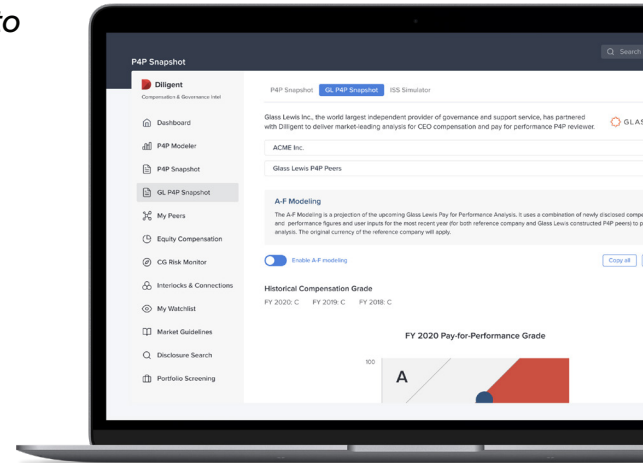 to
Search
P4P Snapshot
Diligent
Compensation & Governance Intel
Dashboard
P4P Modeler
P4P Snapshot
GL P4P Snapshot
My Peers
Equity Compensation
CG Risk Monitor
Interlocks & Connections
My Watchlist
Market Guidelines
Disclosure Search
Portfolio Screening
P4P Snapshot GL P4P Snapshot ISS Simulator
Glass Lewis Inc., the world largest independent provider of governance and support service, has partnered
with Diligent to deliver market-leading analysis for CEO compensation and pay for performance P4P reviewer.
GLAS
ACME Inc.
Glass Lewis P4P Peers
A-F Modeling
The A-F Modeling is a projection of the upcoming Glass Lewis Pay for Performance Analysis. It uses a combination of newly disclosed compe
and performance figures and user inputs for the most recent year (for both reference company and Glass Lewis constructed P4P peers) to p
analysis. The original currency of the reference company will apply.
Enable A-F modeling
Copy all
Historical Compensation Grade
FY 2020: C FY 2019: C FY 2018: C
FY 2020 Pay-for-Performance Grade
100
A